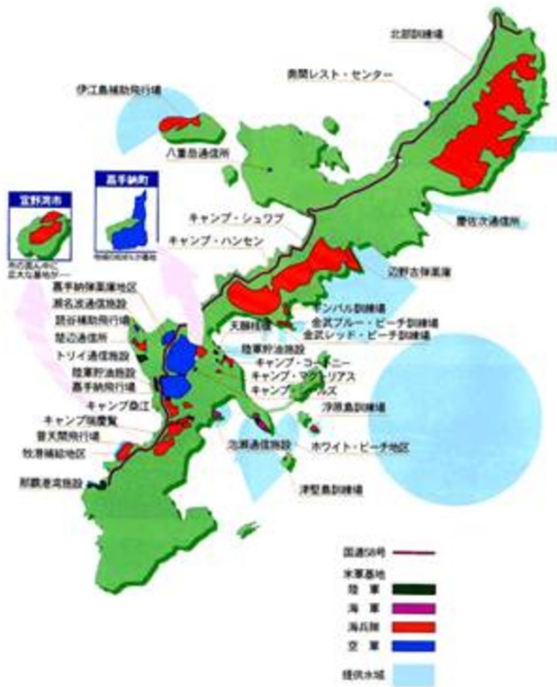 北部訓練場
奥間レスト・センター
伊江島補助飛行場
八重岳通信所
嘉手納町
宜野湾市
慶佐次通信所
キャンプ・シュワブ
キャンプ・ハンセン
辺野古弾薬庫
嘉手納弾薬庫地区
瀬名波通信施設
読谷補助飛行場
楚辺通信所
トリイ通信施設
陸軍貯油施設
嘉手納飛行場
キャンプ桑江
キャンプ瑞慶覧
普天間飛行場
牧港補給地区
那覇港湾施設
ギンバル訓練場
天願桟橋
金武ブルー・ビーチ訓練場
金武レッド・ビーチ訓練場
陸軍貯油施設
キャンプ・コートニー
キャンプ・マクトリアス
浮原島訓練場
泡瀬通信施設
ホワイト・ビーチ地区
津堅島訓練場
国道58号
米軍基地
陸 軍
海 軍
海兵隊
空 軍
提供水域